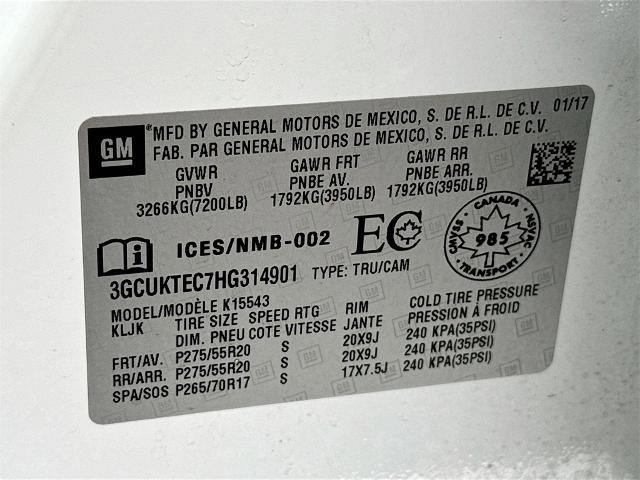 GM
*MFD BY GENERAL MOTORS DE MEXICO, S. DE R.L. DE C.V. 01/17
FAB. PAR GENERAL MOTORS DE MEXICO, S. DE R.L. DE C.V.
GVWR GAWR FRT GAWR RR
PNBV PNBE AV. PNBE ARR.
3266KG(7200LB) 1792KG(3950LB) 1792KG(3950LB)
ICES/NMB-002 EC
CANADA
CMVSS NSVAC
985
TRANSPORT
3GCUKTEC7HG314901 TYPE: TRU/CAM
MODEL/MODÈLE K15543
KLJK TIRE SIZE SPEED RTG RIM COLD TIRE PRESSURE
DIM. PNEU COTE VITESSE JANTE PRESSION À FROID
FRT/AV. P275/55R20 S 20X9J 240 KPA(35PSI)
RR/ARR. P275/55R20 S 20X9J 240 KPA(35PSI)
SPA/SOS P265/70R17 S 17X7.5J 240 KPA(35PSI)